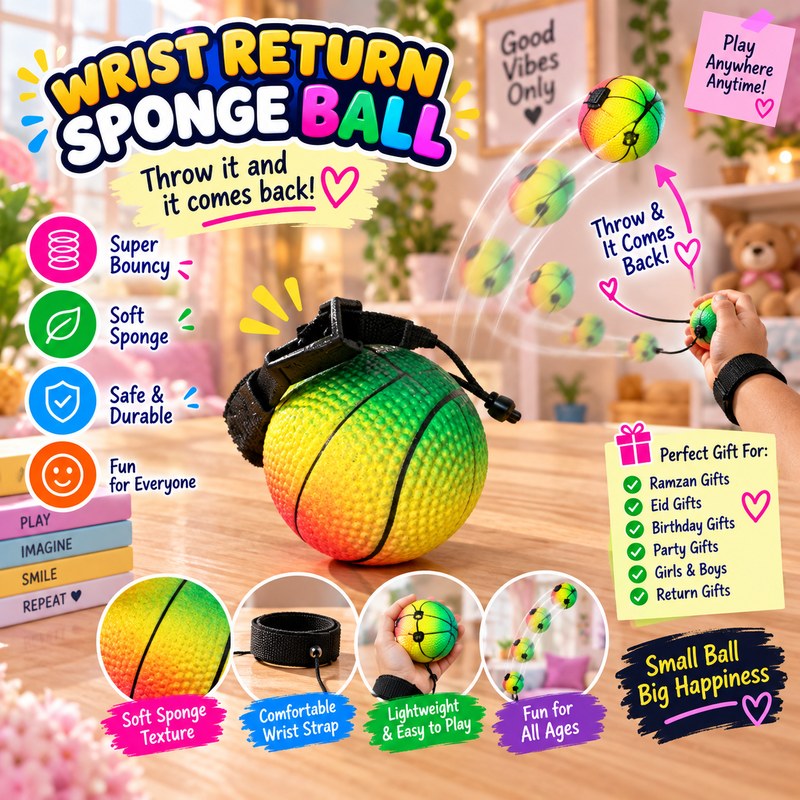 WRIST RETURN
SPONGE BALL
Throw it and
it comes back!
Good
Vibes
Only
Play
Anywhere
Anytime!
Super
Bouncy
Soft
Sponge
Safe &
Durable
Fun
for Everyone
Throw &
It Comes
Back!
PLAY
IMAGINE
SMILE
REPEAT
Perfect Gift For:
Ramzan Gifts
Eid Gifts
Birthday Gifts
Party Gifts
Girls & Boys
Return Gifts
Soft Sponge
Texture
Comfortable
Wrist Strap
Lightweight
& Easy to Play
Fun for
All Ages
Small Ball
Big Happiness